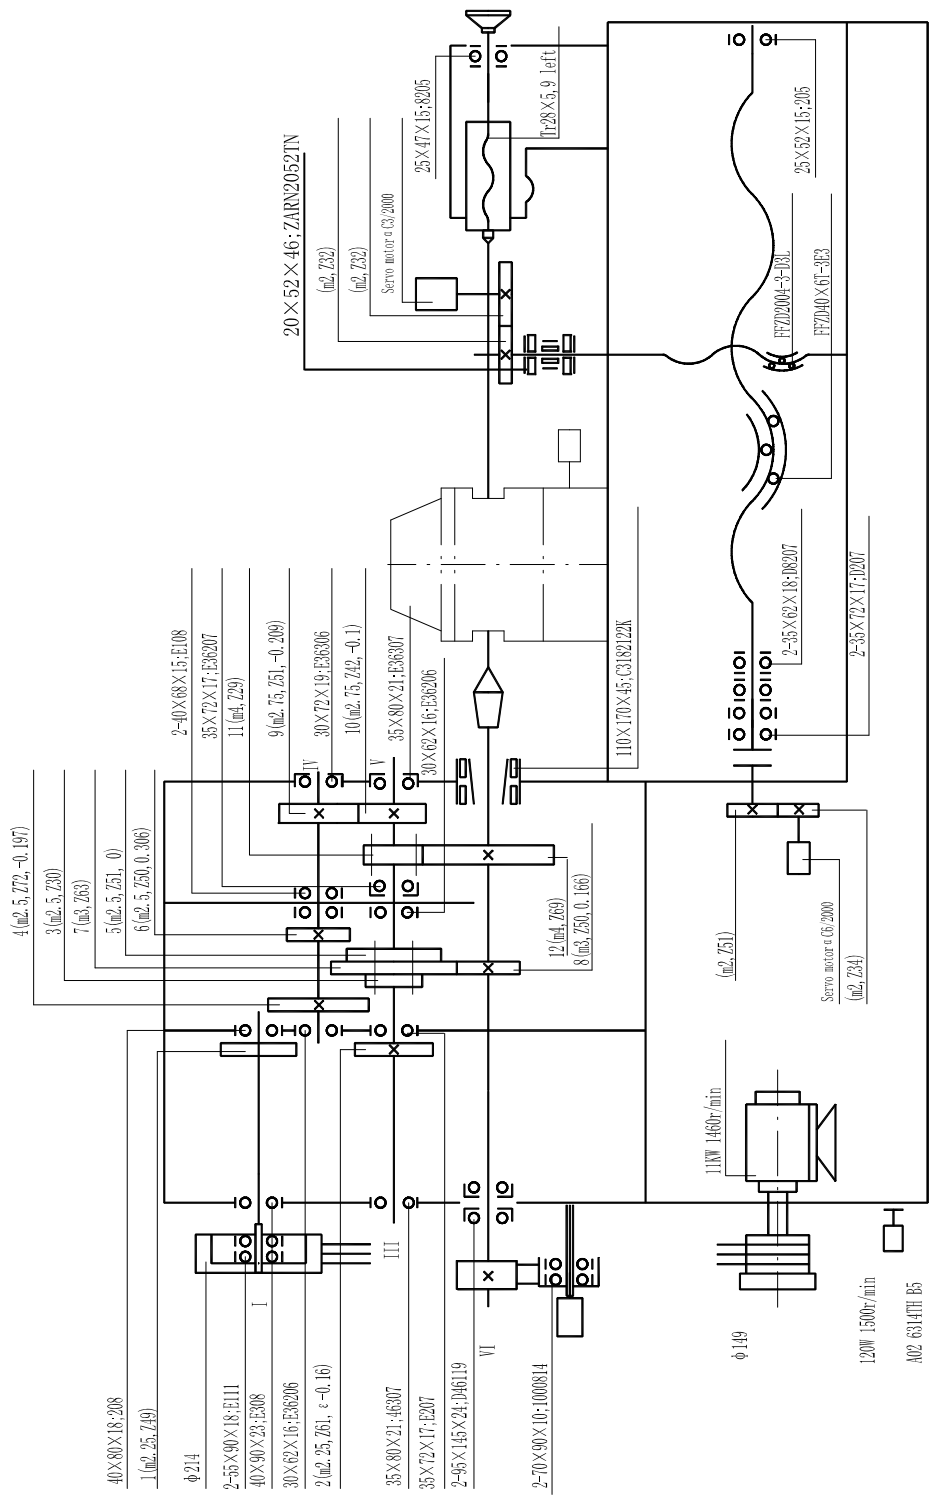 20×52×46;ZARN2052TN
(m2,Z32)
(m2,Z32)
Servo motor α C3/2000
25×47×15;8205
Tr28×5,9 left
25×52×15;205
FFZD2004-3-D3L
FFZD40×6T-3E3
2-40×68×15;E108
35×72×17;E36207
11(m4,Z29)
9(m2.75,Z51,-0.209)
30×72×19;E36306
10(m2.75,Z42,-0.1)
35×80×21;E36307
30×62×16;E36206
110×170×45;C3182122K
2-35×62×18;D8207
2-35×72×17;D207
4(m2.5,Z72,-0.197)
3(m2.5,Z30)
7(m3,Z63)
5(m2.5,Z51, 0)
6(m2.5,Z50,0.306)
IV
V
12(m4,Z69)
8(m3,Z50,0.166)
(m2,Z51)
Servo motor α C6/2000
(m2,Z34)
11KW 1460r/min
40×80×18;208
1(m2.25,Z49)
φ214
2-55×90×18;E111
40×90×23;E308
30×62×16;E36206
2(m2.25,Z61, ε-0.16)
35×80×21;46307
35×72×17;E207
2-95×145×24;D46119
2-70×90×10;1000814
I
III
VI
φ149
120W 1500r/min
A02 6314TH B5